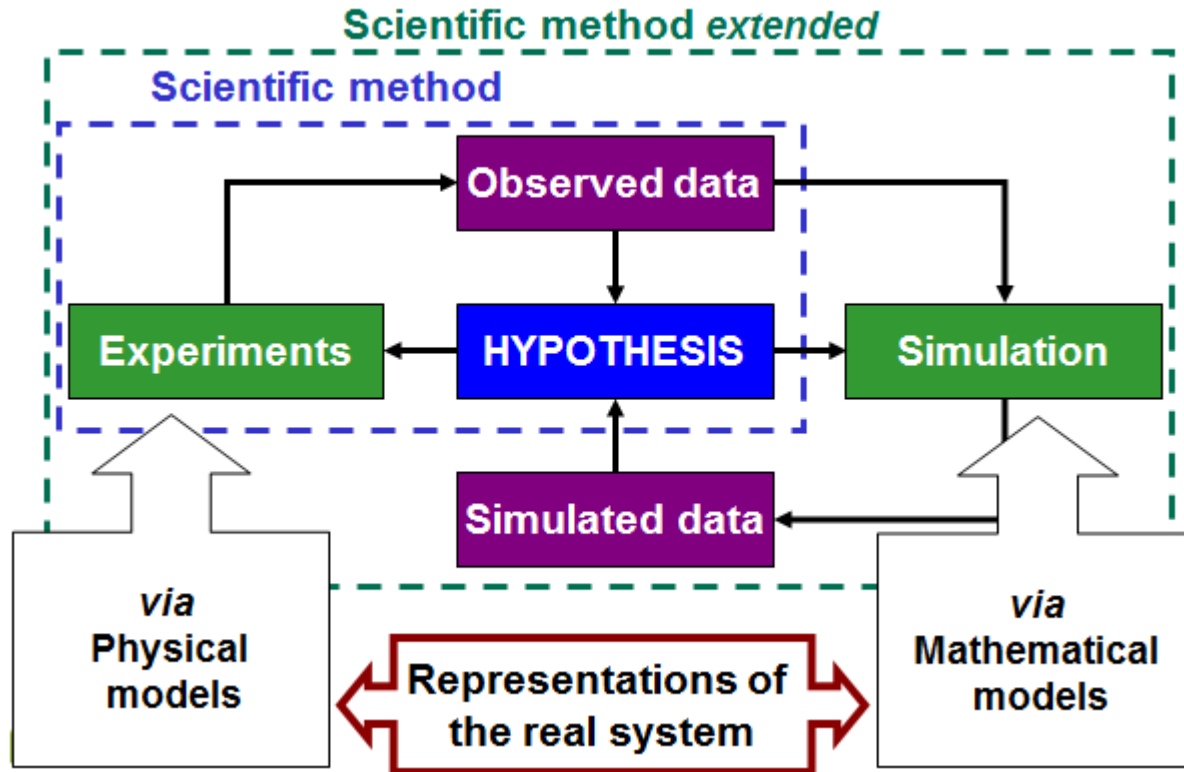 Scientific method extended
Scientific method
Observed data
Experiments
HYPOTHESIS
Simulation
Simulated data
via
Physical
models
Representations of
the real system
via
Mathematical
models